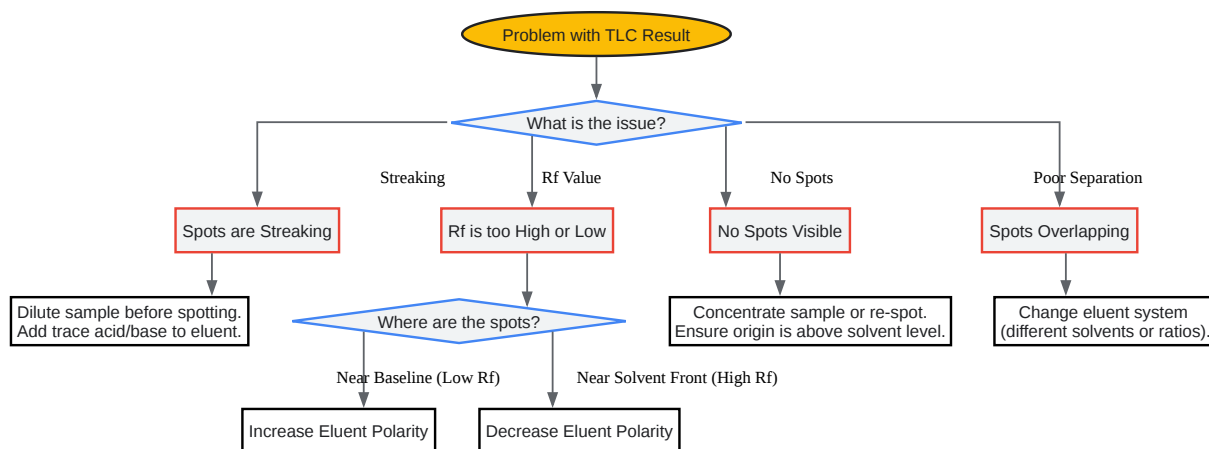 Problem with TLC Result
What is the issue?
Streaking
Rf Value
No Spots
Poor Separation
Spots are Streaking
Rf is too High or Low
No Spots Visible
Spots Overlapping
Dilute sample before spotting.
Add trace acid/base to eluent.
Where are the spots?
Concentrate sample or re-spot.
Ensure origin is above solvent level.
Change eluent system
(different solvents or ratios).
Near Baseline (Low Rf)
Near Solvent Front (High Rf)
Increase Eluent Polarity
Decrease Eluent Polarity